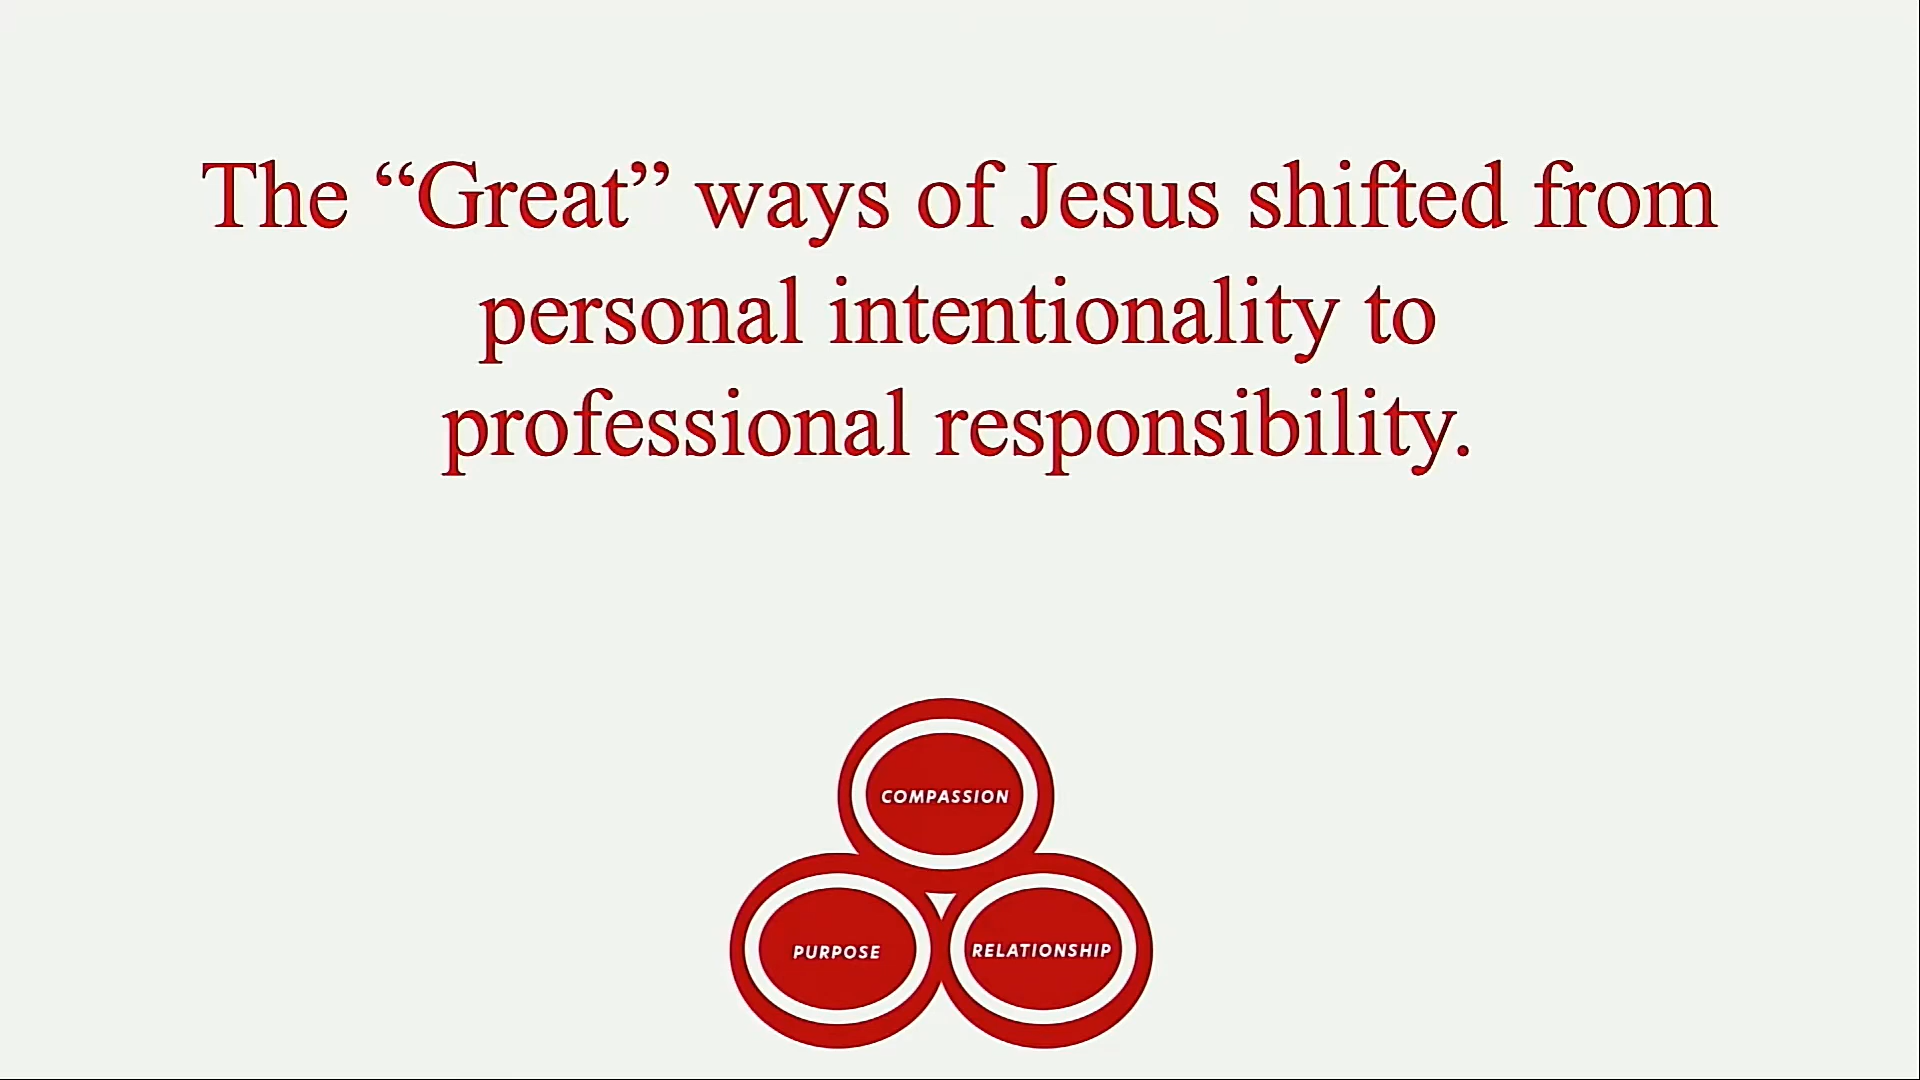 The “Great” ways of Jesus shifted from
personal intentionality to
professional responsibility.
COMPASSION
PURPOSE
RELATIONSHIP